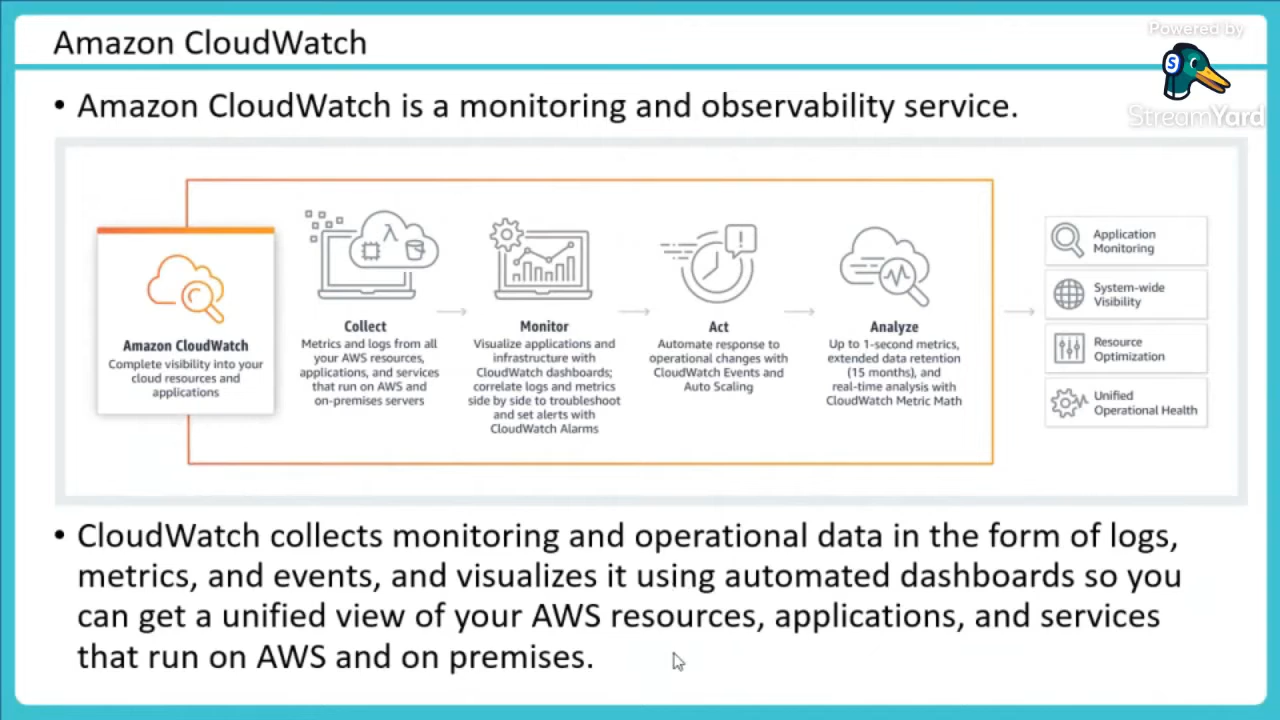 Amazon CloudWatch
Powered by
StreamYard
• Amazon CloudWatch is a monitoring and observability service.
Amazon CloudWatch
Complete visibility into your
cloud resources and
applications
Collect
Metrics and logs from all
your AWS resources,
applications, and services
that run on AWS and
on-premises servers
Monitor
Visualize applications and
infrastructure with
CloudWatch dashboards;
correlate logs and metrics
side by side to troubleshoot
and set alerts with
CloudWatch Alarms
Act
Automate response to
operational changes with
CloudWatch Events and
Auto Scaling
Analyze
Up to 1-second metrics,
extended data retention
(15 months), and
real-time analysis with
CloudWatch Metric Math
Application
Monitoring
System-wide
Visibility
Resource
Optimization
Unified
Operational Health
• CloudWatch collects monitoring and operational data in the form of logs,
metrics, and events, and visualizes it using automated dashboards so you
can get a unified view of your AWS resources, applications, and services
that run on AWS and on premises.